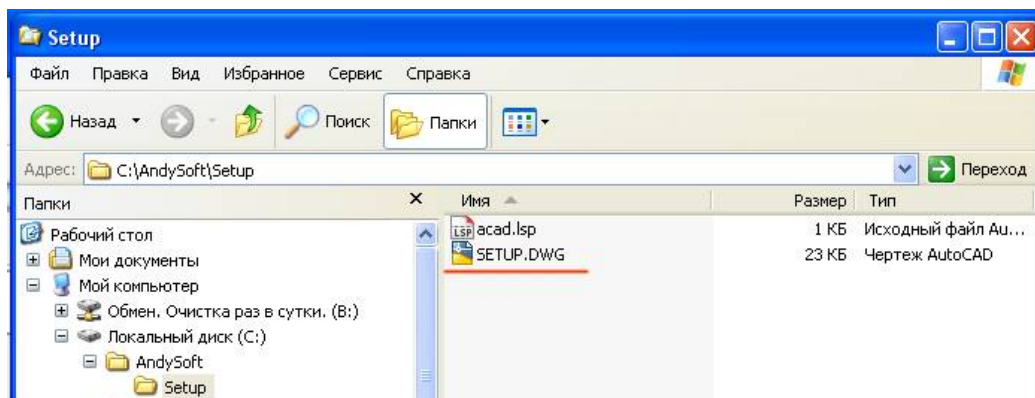 Setup
Файл Правка Вид Избранное Сервис Справка
Назад Поиск Папки
Адрес: C:\AndySoft\Setup Переход
Папки Имя Размер Тип
Рабочий стол acad.lsp 1 КБ Исходный файл Au...
Мои документы SETUP.DWG 23 КБ Чертеж AutoCAD
Мой компьютер
Обмен. Очистка раз в сутки. (B:)
Локальный диск (C:)
AndySoft
Setup